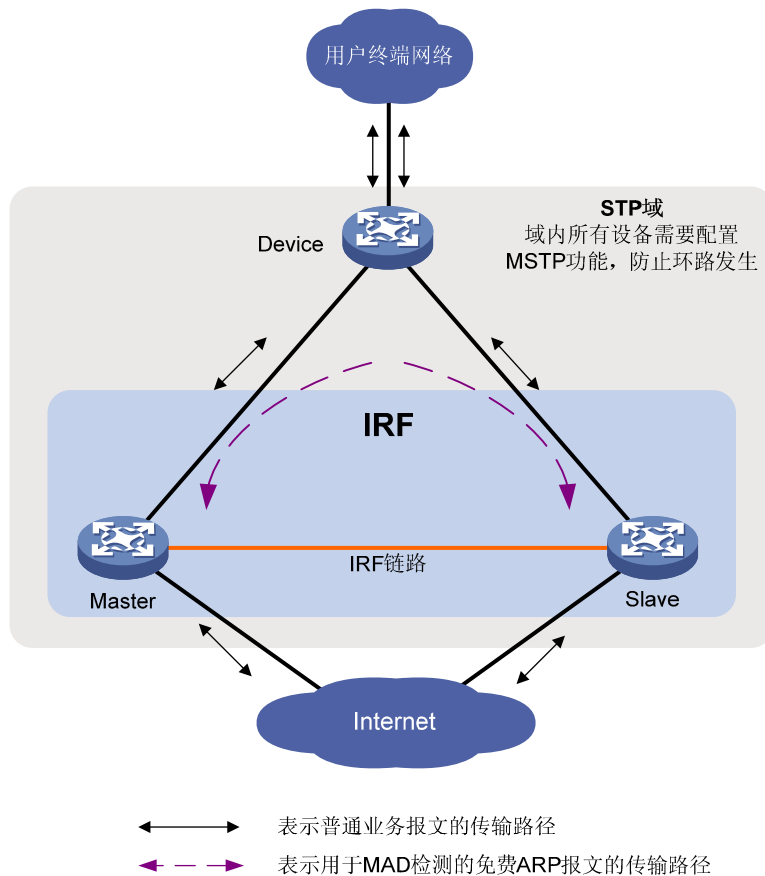 用户终端网络
STP域
域内所有设备需要配置
MSTP功能，防止环路发生
Device
IRF
IRF链路
Master
Slave
Internet
表示普通业务报文的传输路径
表示用于MAD检测的免费ARP报文的传输路径